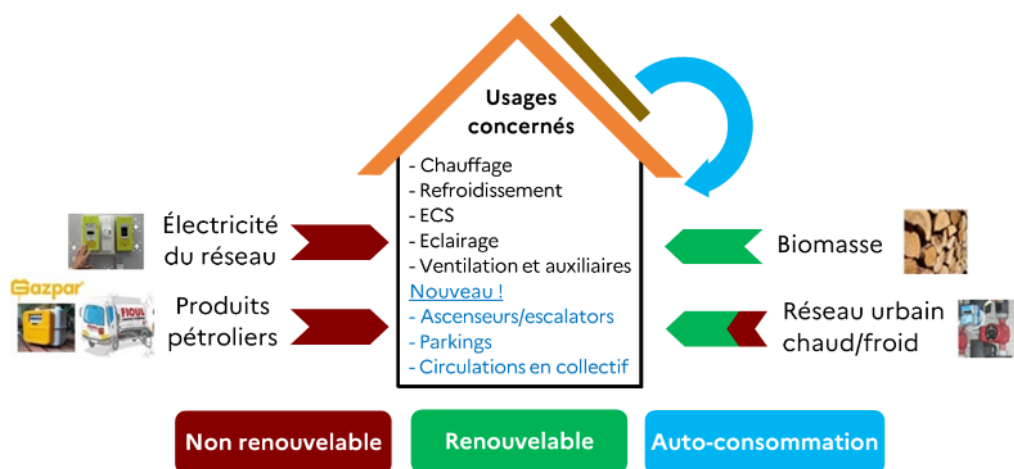 Usages
concernés
- Chauffage
- Refroidissement
- ECS
- Eclairage
- Ventilation et auxiliaires
Nouveau !
- Ascenseurs/escalators
- Parkings
- Circulations en collectif
Électricité
du réseau
Gazpar
FIOUL
Produits
pétroliers
Biomasse
Réseau urbain
chaud/froid
Non renouvelable
Renouvelable
Auto-consommation